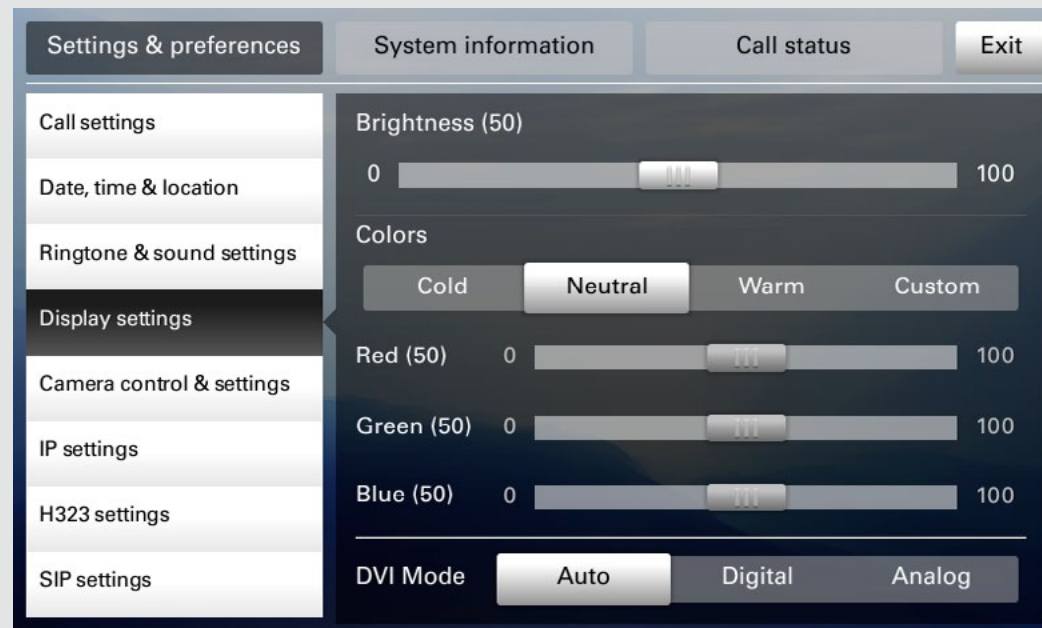 Settings & preferences System information Call status Exit
Call settings
Date, time & location
Ringtone & sound settings
Display settings
Camera control & settings
IP settings
H323 settings
SIP settings
Brightness (50)
0 100
Colors
Cold Neutral Warm Custom
Red (50) 0 100
Green (50) 0 100
Blue (50) 0 100
DVI Mode Auto Digital Analog